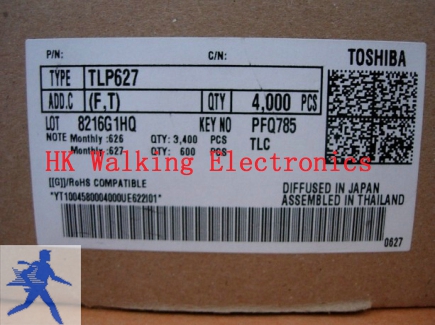 P/N: C/N: TOSHIBA
TYPE TLP627
ADD.C (F,T) QTY 4,000 PCS
LOT 8216G1HQ KEY NO PFQ785
NOTE Monthly :626 QTY: 3,400 PCS TLC
Monthly :627 QTY: 600 PCS
HK Walking Electronics
[[G]]/RoHS COMPATIBLE
*YT1004580004000UE622I01*
DIFFUSED IN JAPAN
ASSEMBLED IN THAILAND
0627